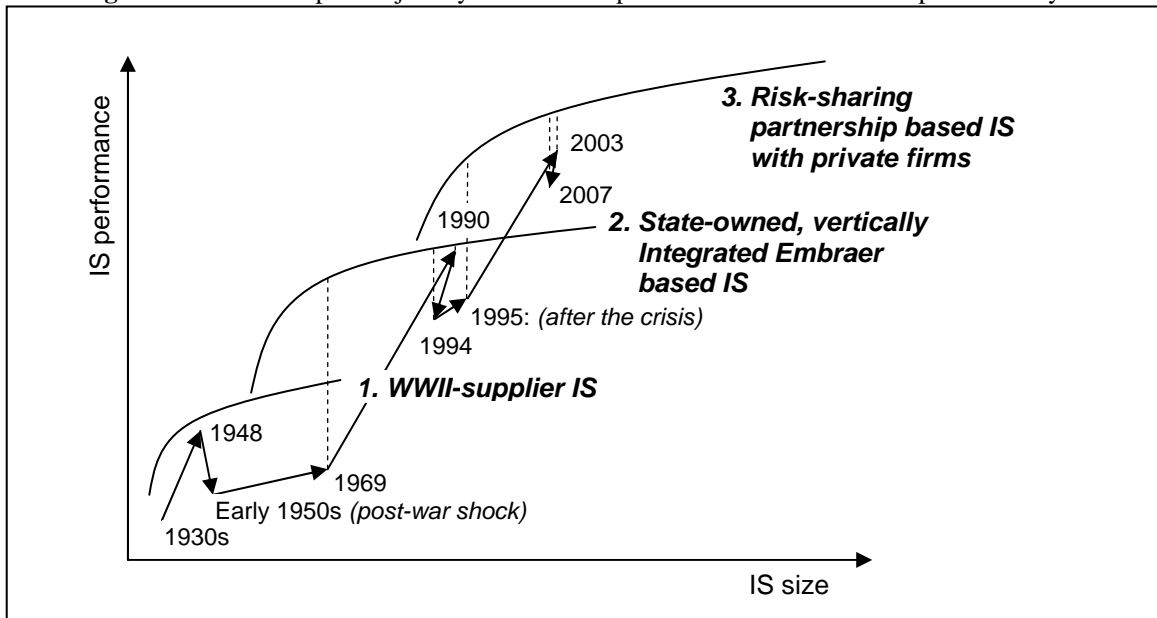 IS performance
3. Risk-sharing
partnership based IS
with private firms
2003
2007
1990
2. State-owned, vertically
Integrated Embraer
based IS
1995: (after the crisis)
1994
1. WWII-supplier IS
1948
1969
Early 1950s (post-war shock)
1930s
IS size